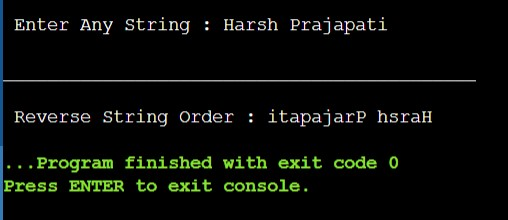 Enter Any String : Harsh Prajapati
Reverse String Order : itapajarP hsraH
...Program finished with exit code 0
Press ENTER to exit console.